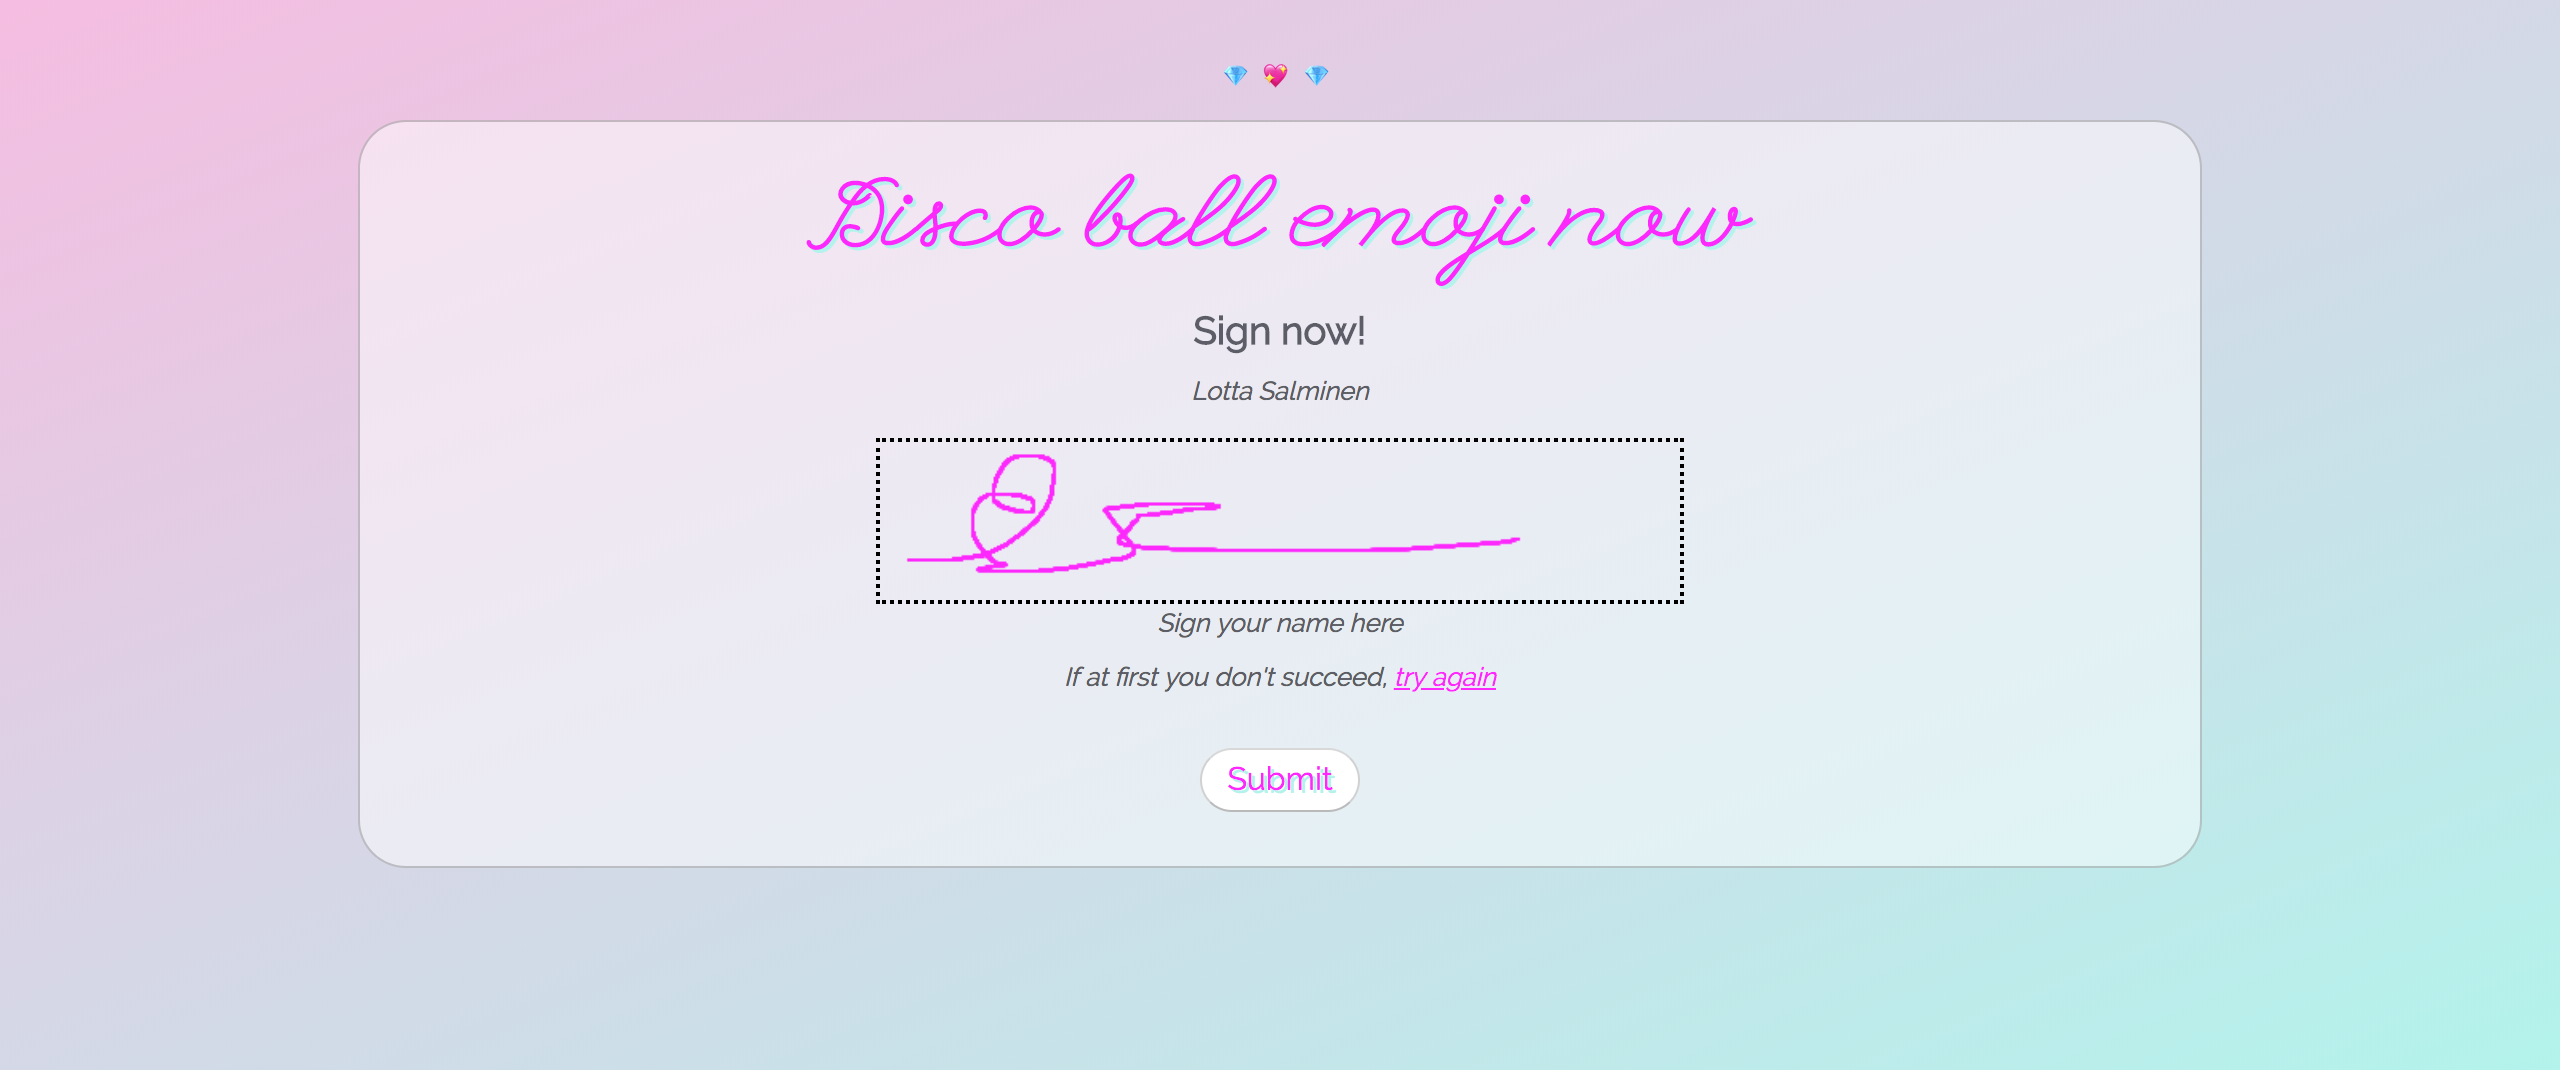 Disco ball emoji now
Sign now!
Lotta Salminen
Sign your name here
If at first you don't succeed, try again
Submit